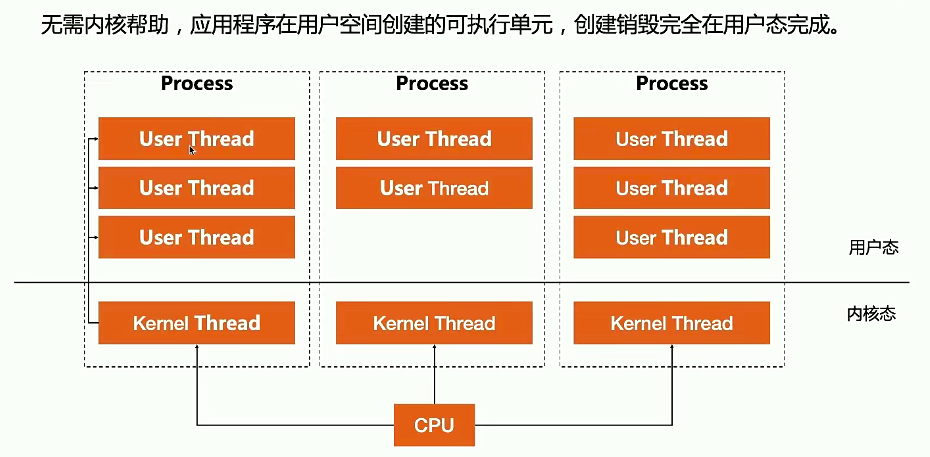 无需内核帮助，应用程序在用户空间创建的可执行单元，创建销毁完全在用户态完成。
Process Process Process
User Thread User Thread User Thread
User Thread User Thread User Thread
User Thread User Thread
用户态
内核态
Kernel Thread Kernel Thread Kernel Thread
CPU